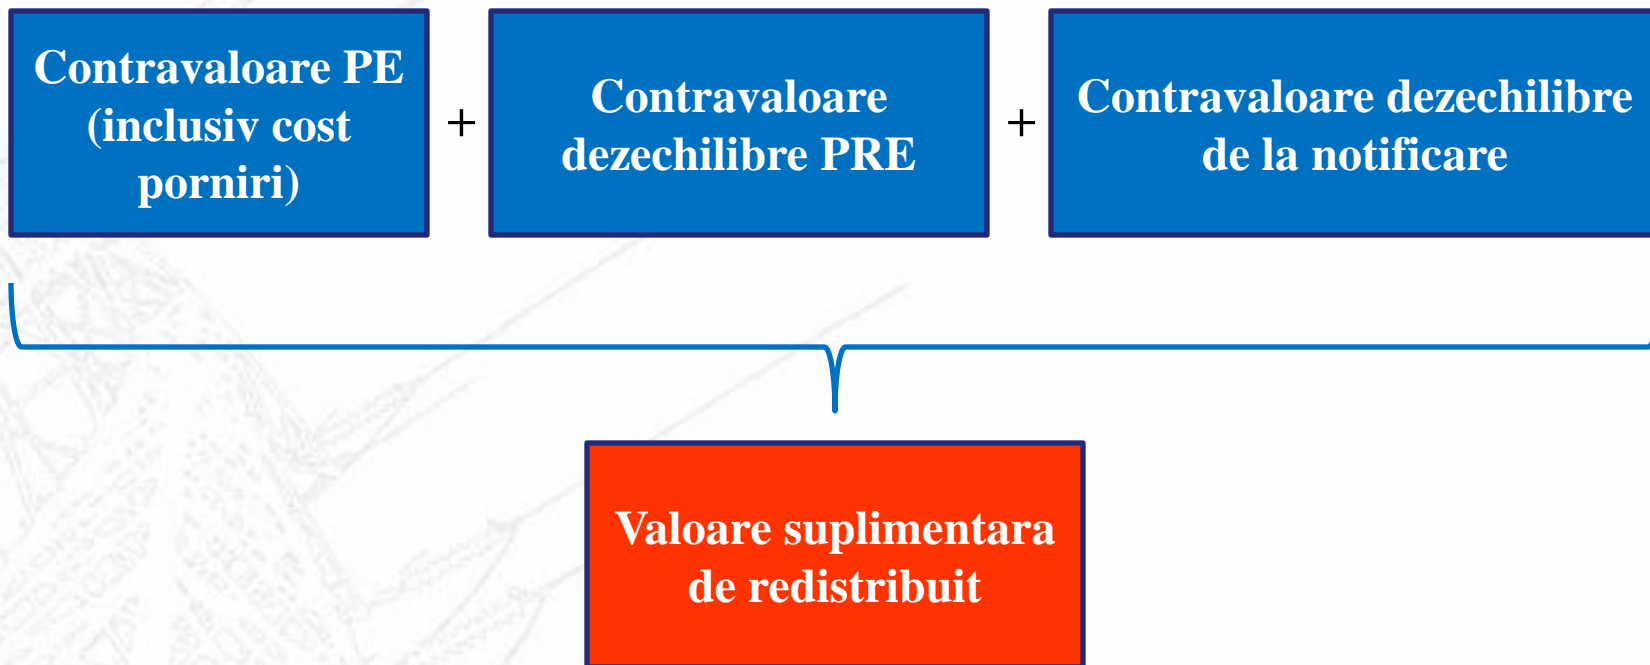 Contravaloare PE
(inclusiv cost
porniri)
+
Contravaloare
dezechilibre PRE
+
Contravaloare dezechilibre
de la notificare
Valoare suplimentara
de redistribuit